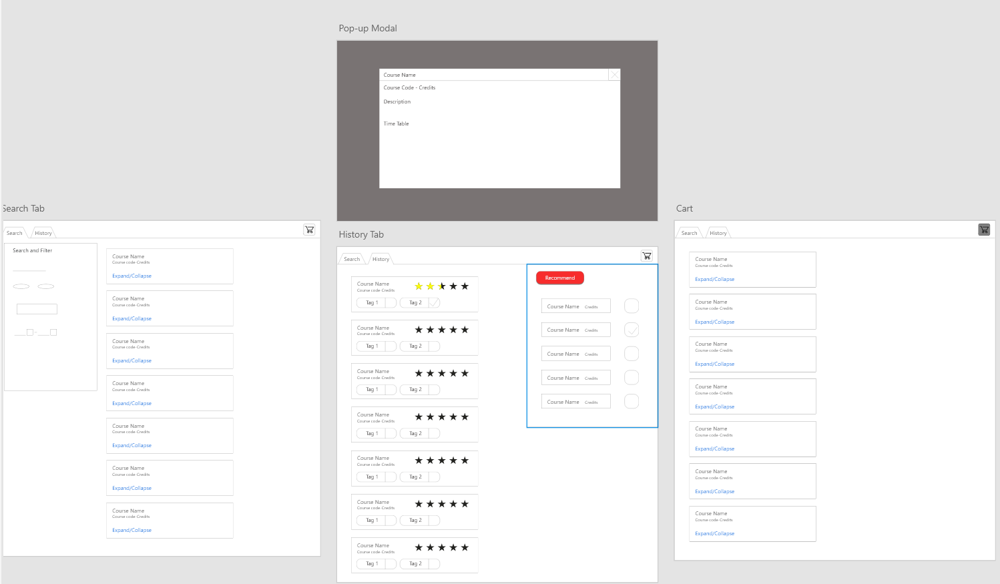 Pop-up Modal
Course Name
Course Code - Credits
Description
Time Table
Search Tab
Search
History
Search and Filter
Course Name
Course code-Credits
Expand/Collapse
Course Name
Course code-Credits
Expand/Collapse
Course Name
Course code-Credits
Expand/Collapse
Course Name
Course code-Credits
Expand/Collapse
Course Name
Course code-Credits
Expand/Collapse
Course Name
Course code-Credits
Expand/Collapse
Course Name
Course code-Credits
Expand/Collapse
History Tab
Search
History
Course Name
Course code-Credits
Tag 1
Tag 2
Course Name
Course code-Credits
Tag 1
Tag 2
Course Name
Course code-Credits
Tag 1
Tag 2
Course Name
Course code-Credits
Tag 1
Tag 2
Course Name
Course code-Credits
Tag 1
Tag 2
Course Name
Course code-Credits
Tag 1
Tag 2
Course Name
Course code-Credits
Tag 1
Tag 2
Recommend
Course Name Credits
Course Name Credits
Course Name Credits
Course Name Credits
Course Name Credits
Cart
Search
History
Course Name
Course code-Credits
Expand/Collapse
Course Name
Course code-Credits
Expand/Collapse
Course Name
Course code-Credits
Expand/Collapse
Course Name
Course code-Credits
Expand/Collapse
Course Name
Course code-Credits
Expand/Collapse
Course Name
Course code-Credits
Expand/Collapse
Course Name
Course code-Credits
Expand/Collapse